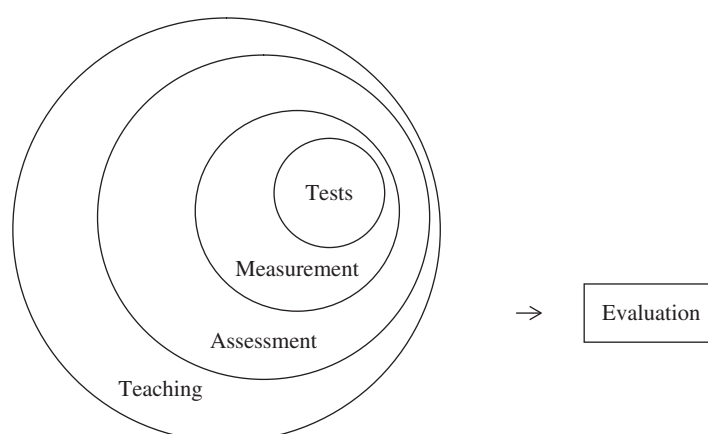 Tests
Measurement
Assessment
Teaching
Evaluation